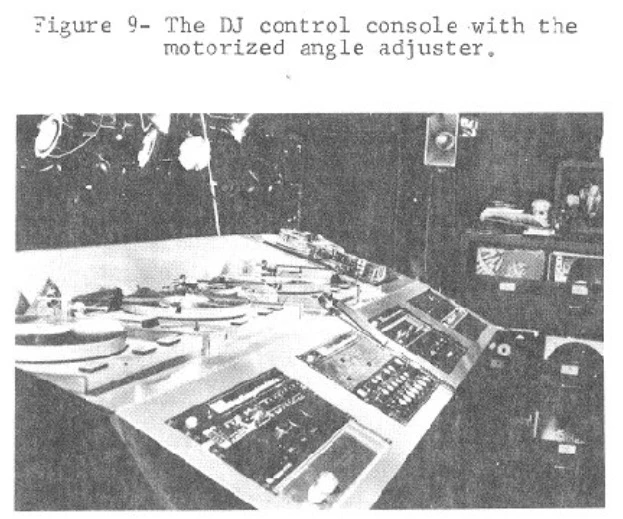 Figure 9- The DJ control console with the
motorized angle adjuster.